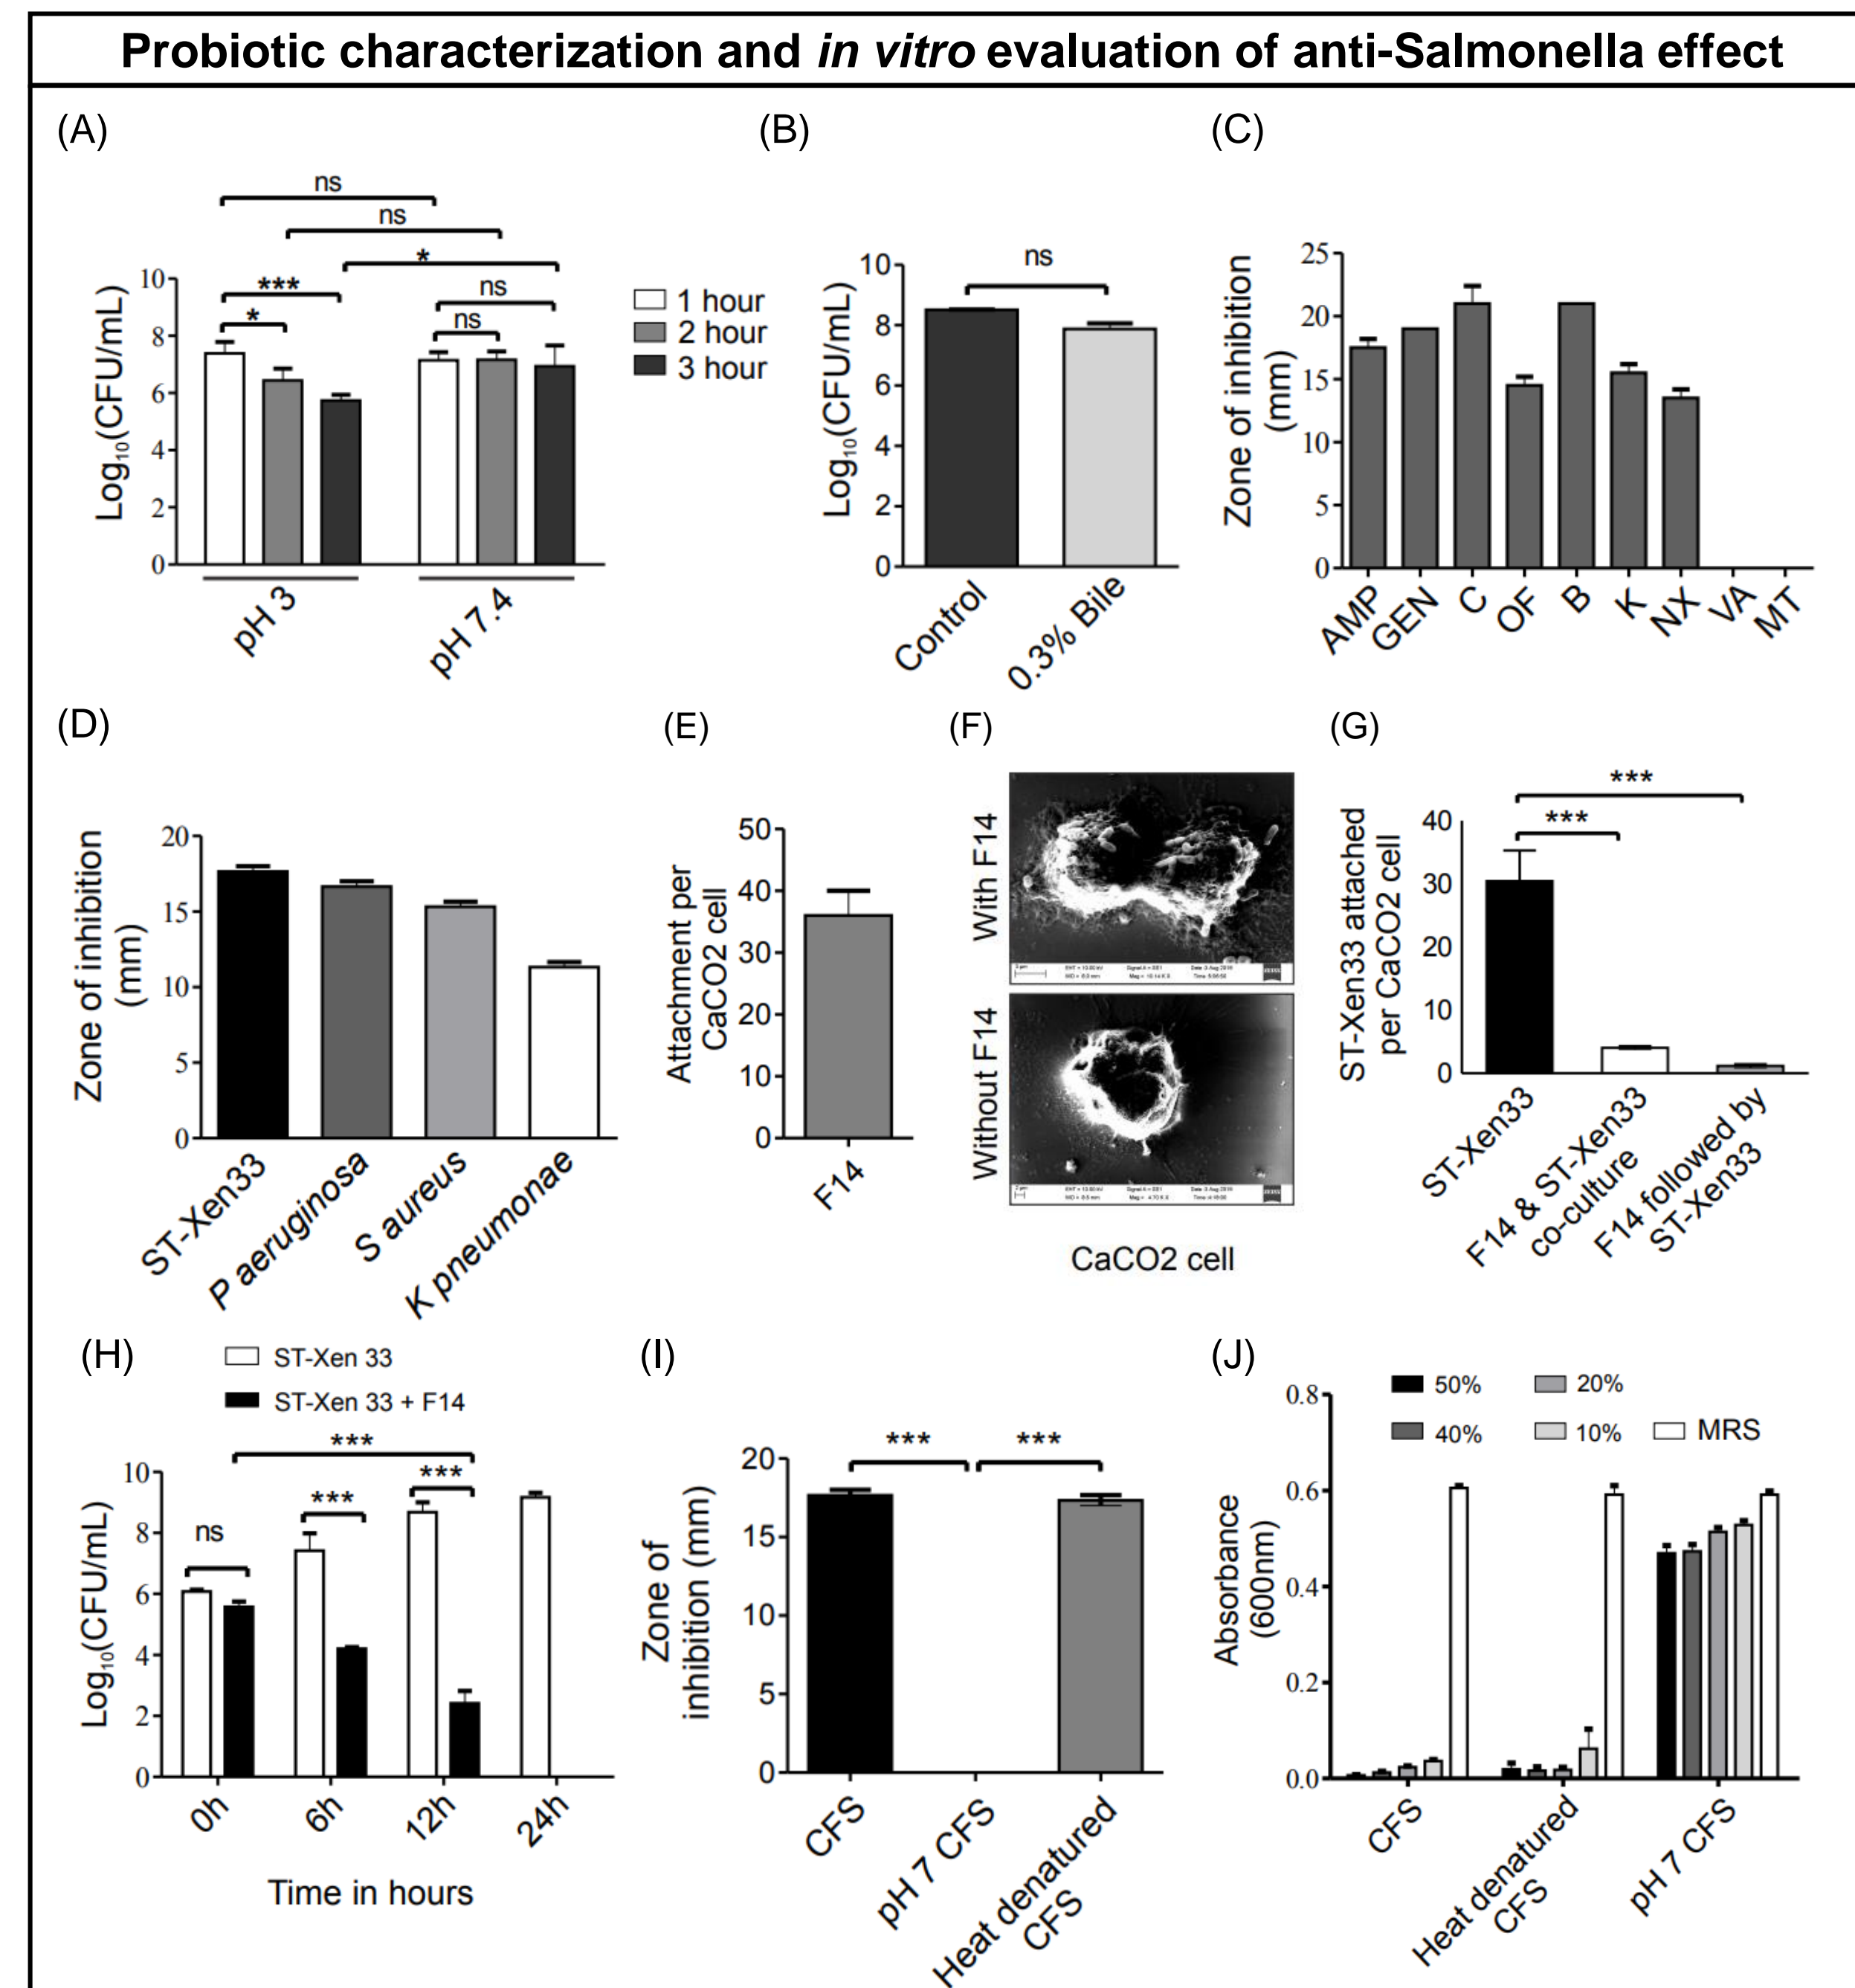 Probiotic characterization and in vitro evaluation of anti-Salmonella effect
(A)
ns
ns
*
***
*
ns
ns
1 hour
2 hour
3 hour
Log10(CFU/mL)
10
8
6
4
2
0
pH 3
pH 7.4
(B)
ns
Log10(CFU/mL)
10
8
6
4
2
0
Control
0.3% Bile
(C)
Zone of inhibition
(mm)
25
20
15
10
5
0
AMP
GEN
C
OF
B
K
NX
VA
MT
(D)
Zone of inhibition
(mm)
20
15
10
5
0
ST-Xen33
P aeruginosa
S aureus
K pneumonae
(E)
Attachment per
CaCO2 cell
50
40
30
20
10
0
F14
(F)
With F14
Without F14
CaCO2 cell
(G)
***
***
ST-Xen33 attached
per CaCO2 cell
40
30
20
10
0
ST-Xen33
F14 & ST-Xen33
co-culture
F14 followed by
ST-Xen33
(H)
ST-Xen 33
ST-Xen 33 + F14
***
***
***
ns
Log10(CFU/mL)
10
8
6
4
2
0
0h
6h
12h
24h
Time in hours
(I)
***
***
Zone of
inhibition (mm)
20
15
10
5
0
CFS
pH 7 CFS
Heat denatured
CFS
(J)
50%
20%
40%
10%
MRS
Absorbance
(600nm)
0.8
0.6
0.4
0.2
0.0
CFS
Heat denatured
CFS
pH 7 CFS